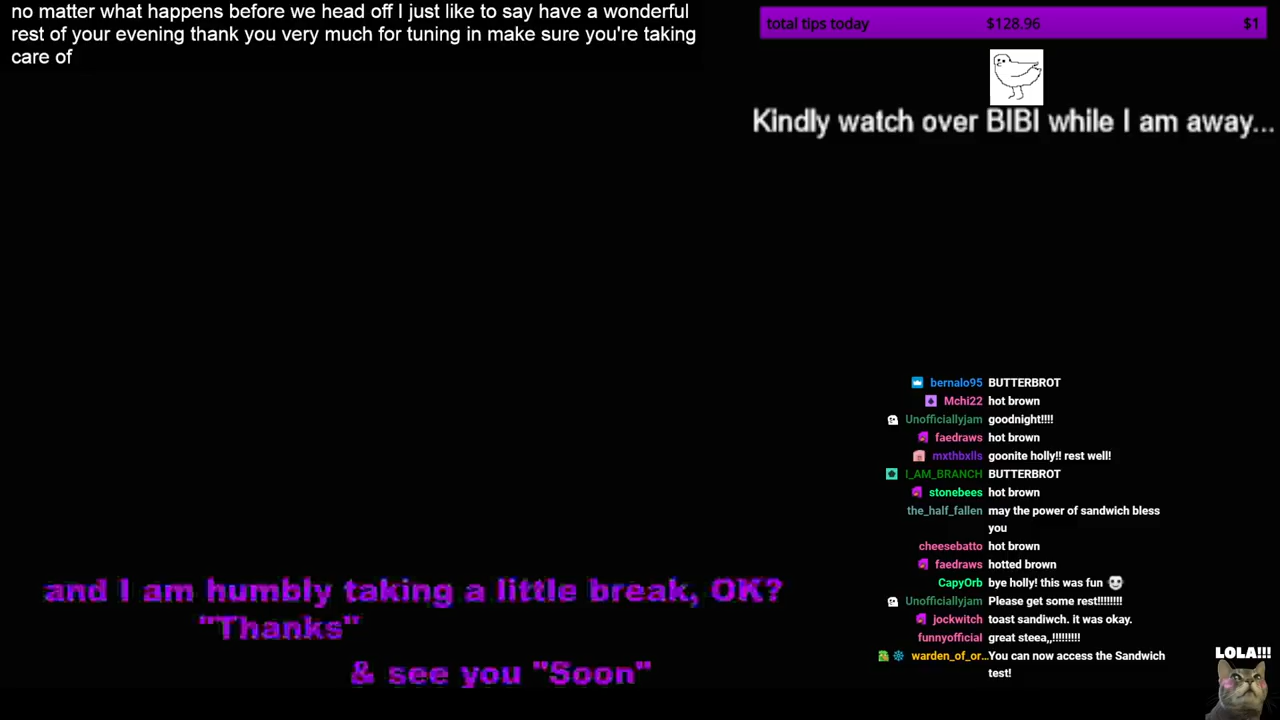 no matter what happens before we head off I just like to say have a wonderful
rest of your evening thank you very much for tuning in make sure you're taking
care of
total tips today $128.96 $1
Kindly watch over BIBI while I am away...
bernalo95 BUTTERBROT
Mchi22 hot brown
Unofficiallyjam goodnight!!!!
faedraws hot brown
mxthbxlls goonite holly!! rest well!
I_AM_BRANCH BUTTERBROT
stonebees hot brown
the_half_fallen may the power of sandwich bless
you
cheesebatto hot brown
faedraws hotted brown
CapyOrb bye holly! this was fun
Unofficiallyjam Please get some rest!!!!!!!!
jockwitch toast sandiwch. it was okay.
funnyofficial great steea,,!!!!!!!!!
warden_of_or... You can now access the Sandwich
test!
and I am humbly taking a little break, OK?
"Thanks"
& see you "Soon"
LOLA!!!